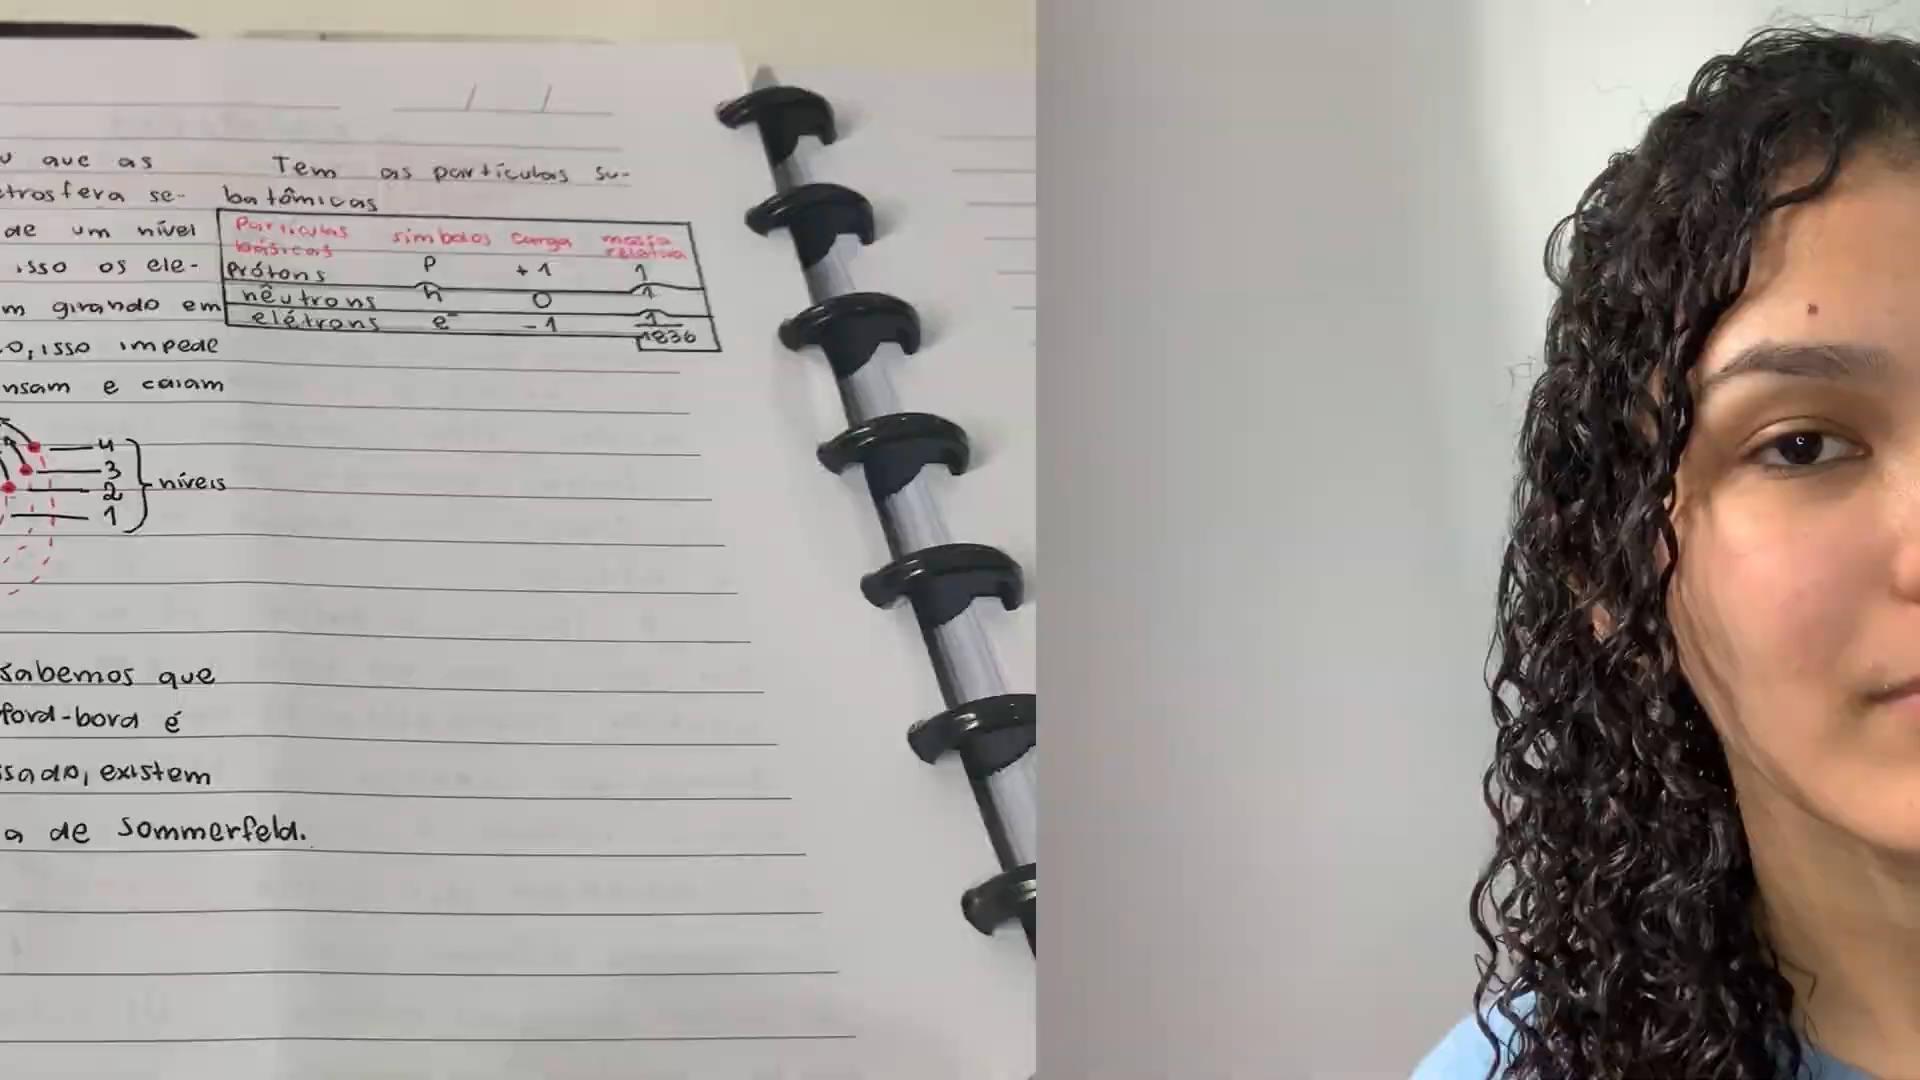 / /
u que as
trosfera se-
de um nível
isso os ele-
m girando em
o, isso impede
nsam e caiam
4
3
2
1
níveis
sabemos que
ford-bord é
ssado, existem
a de Sommerfeld.
Tem as partículas su-
batômicas
Partículas básicas símbolos carga massa relativa
Prótons P +1 1
nêutrons n 0 1
elétrons e⁻ -1 1/1836